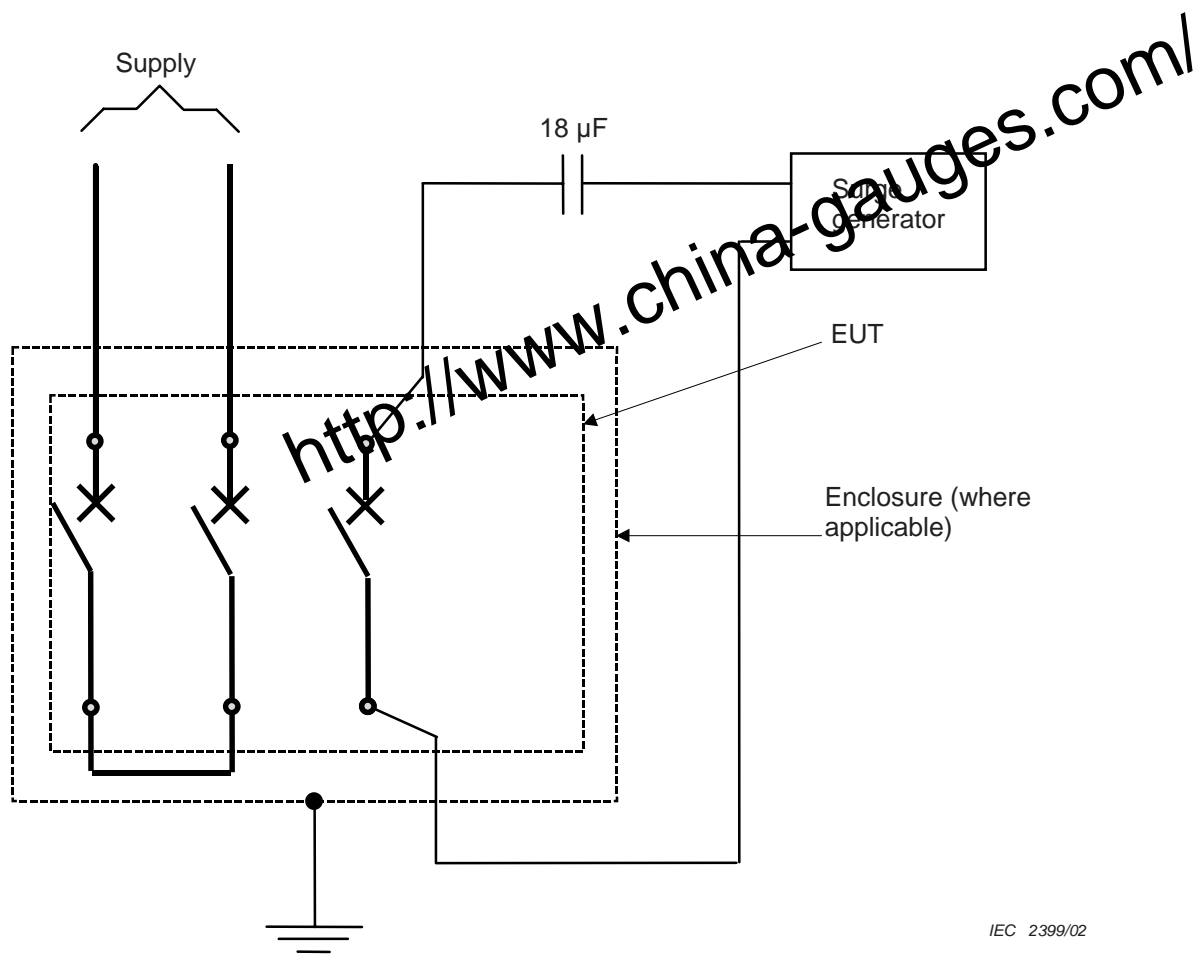 Supply
18 µF
Surge
generator
http://www.china-gauges.com/
EUT
Enclosure (where
applicable)
IEC 2399/02